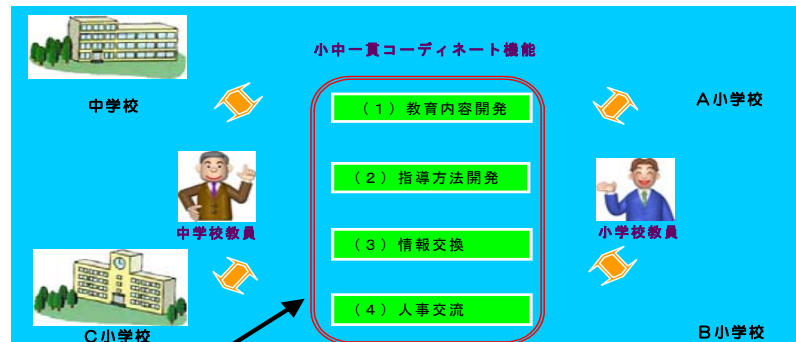 小中一貫コーディネート機能
中学校
A小学校
（１）教育内容開発
（２）指導方法開発
中学校教員
小学校教員
（３）情報交換
（４）人事交流
C小学校
B小学校